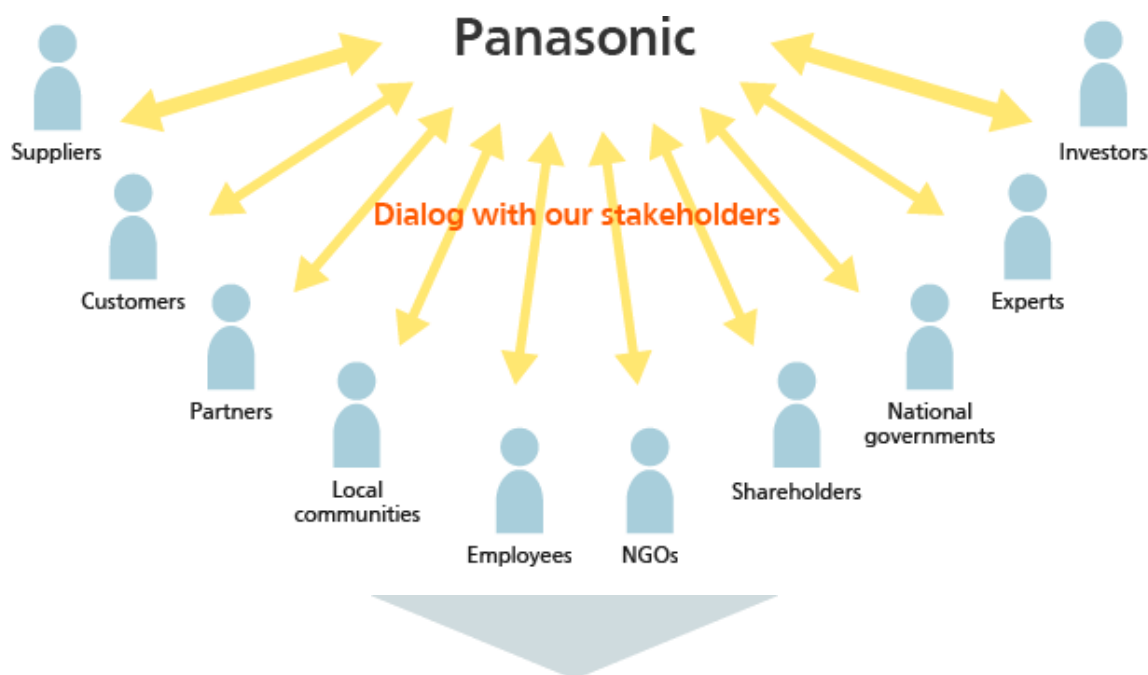 Panasonic
Suppliers
Investors
Dialog with our stakeholders
Customers
Experts
Partners
National
governments
Local
communities
Shareholders
Employees
NGOs